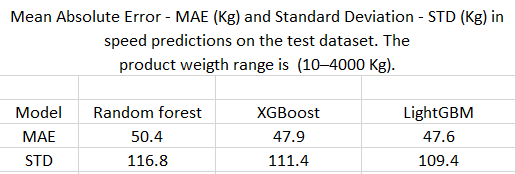 Mean Absolute Error - MAE (Kg) and Standard Deviation - STD (Kg) in
speed predictions on the test dataset. The
product weigth range is  (10–4000 Kg).
Model Random forest XGBoost LightGBM
MAE 50.4 47.9 47.6
STD 116.8 111.4 109.4